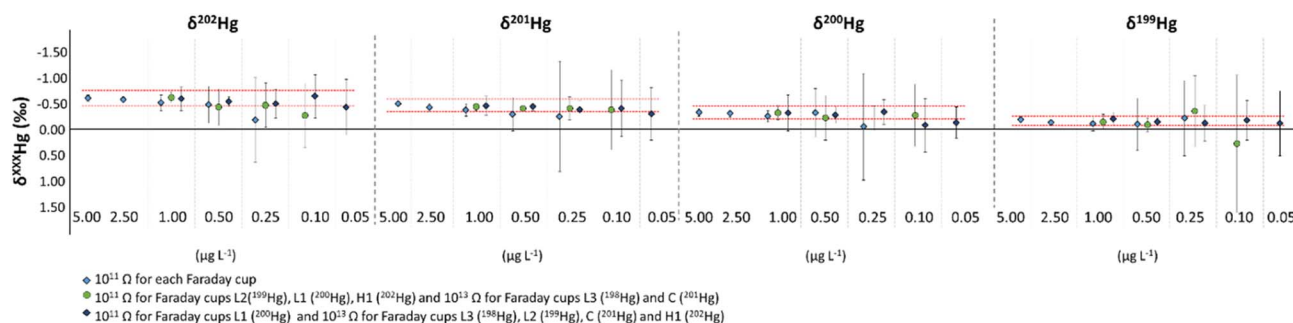 δ²⁰²Hg δ²⁰¹Hg δ²⁰⁰Hg δ¹⁹⁹Hg
-1.50
-1.00
-0.50
0.00
0.50
1.00
1.50
δˣˣˣHg (‰)
5.00 2.50 1.00 0.50 0.25 0.10 0.05 5.00 2.50 1.00 0.50 0.25 0.10 0.05 5.00 2.50 1.00 0.50 0.25 0.10 0.05 5.00 2.50 1.00 0.50 0.25 0.10 0.05
(µg L⁻¹) (µg L⁻¹) (µg L⁻¹) (µg L⁻¹)
10¹¹ Ω for each Faraday cup
10¹¹ Ω for Faraday cups L2(¹⁹⁹Hg), L1 (²⁰⁰Hg), H1 (²⁰²Hg) and 10¹³ Ω for Faraday cups L3 (¹⁹⁸Hg) and C (²⁰¹Hg)
10¹¹ Ω for Faraday cups L1 (²⁰⁰Hg) and 10¹³ Ω for Faraday cups L3 (¹⁹⁸Hg), L2 (¹⁹⁹Hg), C (²⁰¹Hg) and H1 (²⁰²Hg)